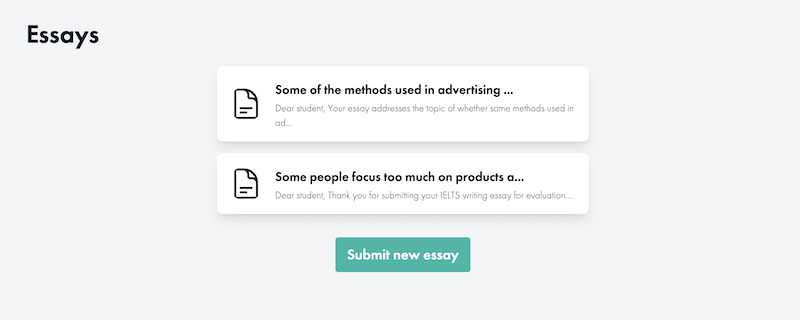 Essays
Some of the methods used in advertising ...
Dear student, Your essay addresses the topic of whether some methods used in
ad...
Some people focus too much on products a...
Dear student, Thank you for submitting your IELTS writing essay for evaluation....
Submit new essay